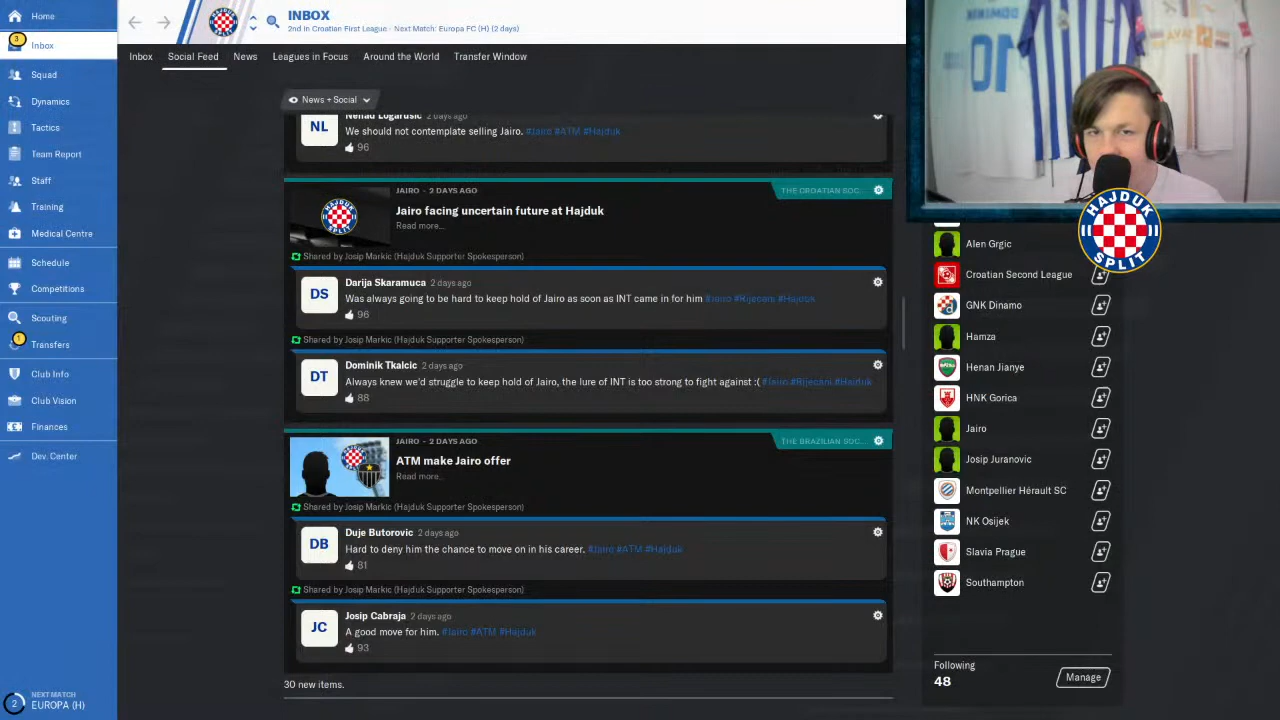 Home
3
Inbox
Squad
Dynamics
Tactics
Team Report
Staff
Training
Medical Centre
Schedule
Competitions
Scouting
1
Transfers
Club Info
Club Vision
Finances
Dev. Center
2
NEXT MATCH
EUROPA (H)
INBOX
2nd in Croatian First League - Next Match: Europa FC (H) (2 days)
Inbox
Social Feed
News
Leagues in Focus
Around the World
Transfer Window
News + Social
NL
Nenad Logarusic 2 days ago
We should not contemplate selling Jairo. #Jairo #ATM #Hajduk
96
JAIRO - 2 DAYS AGO
THE CROATIAN SOC...
Jairo facing uncertain future at Hajduk
Read more...
Shared by Josip Markic (Hajduk Supporter Spokesperson)
DS
Darija Skaramuca 2 days ago
Was always going to be hard to keep hold of Jairo as soon as INT came in for him #Jairo #Rijecani #Hajduk
96
Shared by Josip Markic (Hajduk Supporter Spokesperson)
DT
Dominik Tkalcic 2 days ago
Always knew we'd struggle to keep hold of Jairo, the lure of INT is too strong to fight against :( #Jairo #Rijecani #Hajduk
88
JAIRO - 2 DAYS AGO
THE BRAZILIAN SOC...
ATM make Jairo offer
Read more...
Shared by Josip Markic (Hajduk Supporter Spokesperson)
DB
Duje Butorovic 2 days ago
Hard to deny him the chance to move on in his career. #Jairo #ATM #Hajduk
81
Shared by Josip Markic (Hajduk Supporter Spokesperson)
JC
Josip Cabraja 2 days ago
A good move for him. #Jairo #ATM #Hajduk
93
30 new items.
DOMINIK
10
HAJDUK
SPLIT
Alen Grgic
Croatian Second League
GNK Dinamo
Hamza
Henan Jianye
HNK Gorica
Jairo
Josip Juranovic
Montpellier Hérault SC
NK Osijek
Slavia Prague
Southampton
Following
48
Manage